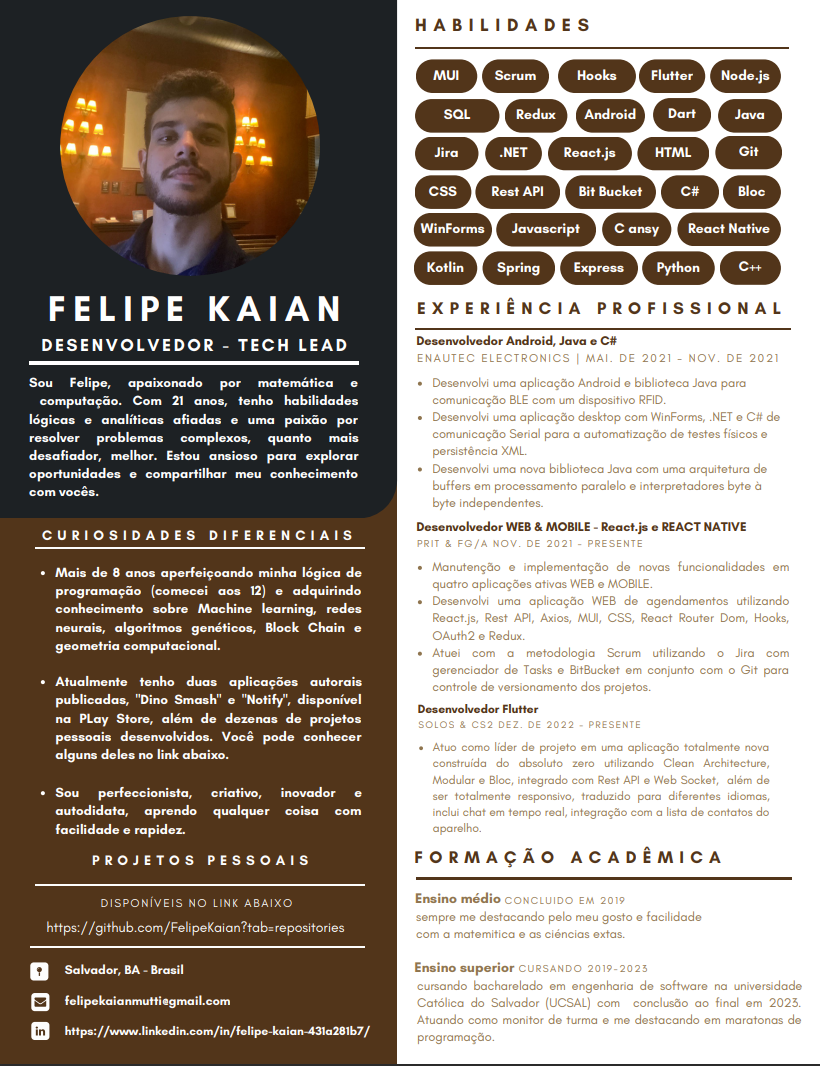 FELIPE KAIAN
DESENVOLVEDOR - TECH LEAD
Sou Felipe, apaixonado por matemática e
computação. Com 21 anos, tenho habilidades
lógicas e analíticas afiadas e uma paixão por
resolver problemas complexos, quanto mais
desafiador, melhor. Estou ansioso para explorar
oportunidades e compartilhar meu conhecimento
com vocês.
CURIOSIDADES DIFERENCIAIS
• Mais de 8 anos aperfeiçoando minha lógica de
programação (comecei aos 12) e adquirindo
conhecimento sobre Machine learning, redes
neurais, algoritmos genéticos, Block Chain e
geometria computacional.
• Atualmente tenho duas aplicações autorais
publicadas, "Dino Smash" e "Notify", disponível
na PLay Store, além de dezenas de projetos
pessoais desenvolvidos. Você pode conhecer
alguns deles no link abaixo.
• Sou perfeccionista, criativo, inovador e
autodidata, aprendo qualquer coisa com
facilidade e rapidez.
PROJETOS PESSOAIS
DISPONÍVEIS NO LINK ABAIXO
https://github.com/FelipeKaian?tab=repositories
Salvador, BA - Brasil
felipekaianmutti@gmail.com
https://www.linkedin.com/in/felipe-kaian-431a281b7/
HABILIDADES
MUI Scrum Hooks Flutter Node.js
SQL Redux Android Dart Java
Jira .NET React.js HTML Git
CSS Rest API Bit Bucket C# Bloc
WinForms Javascript C ansy React Native
Kotlin Spring Express Python C++
EXPERIÊNCIA PROFISSIONAL
Desenvolvedor Android, Java e C#
ENAUTEC ELECTRONICS | MAI. DE 2021 - NOV. DE 2021
• Desenvolvi uma aplicação Android e biblioteca Java para
comunicação BLE com um dispositivo RFID.
• Desenvolvi uma aplicação desktop com WinForms, .NET e C# de
comunicação Serial para a automatização de testes físicos e
persistência XML.
• Desenvolvi uma nova biblioteca Java com uma arquitetura de
buffers em processamento paralelo e interpretadores byte à
byte independentes.
Desenvolvedor WEB & MOBILE - React.js e REACT NATIVE
PRIT & FG/A NOV. DE 2021 - PRESENTE
• Manutenção e implementação de novas funcionalidades em
quatro aplicações ativas WEB e MOBILE.
• Desenvolvi uma aplicação WEB de agendamentos utilizando
React.js, Rest API, Axios, MUI, CSS, React Router Dom, Hooks,
OAuth2 e Redux.
• Atuei com a metodologia Scrum utilizando o Jira com
gerenciador de Tasks e BitBucket em conjunto com o Git para
controle de versionamento dos projetos.
Desenvolvedor Flutter
SOLOS & CS2 DEZ. DE 2022 - PRESENTE
• Atuo como líder de projeto em uma aplicação totalmente nova
construída do absoluto zero utilizando Clean Architecture,
Modular e Bloc, integrado com Rest API e Web Socket, além de
ser totalmente responsivo, traduzido para diferentes idiomas,
inclui chat em tempo real, integração com a lista de contatos do
aparelho.
FORMAÇÃO ACADÊMICA
Ensino médio CONCLUIDO EM 2019
sempre me destacando pelo meu gosto e facilidade
com a matemitica e as ciéncias extas.
Ensino superior CURSANDO 2019-2023
cursando bacharelado em engenharia de software na universidade
Católica do Salvador (UCSAL) com conclusão ao final em 2023.
Atuando como monitor de turma e me destacando em maratonas de
programação.